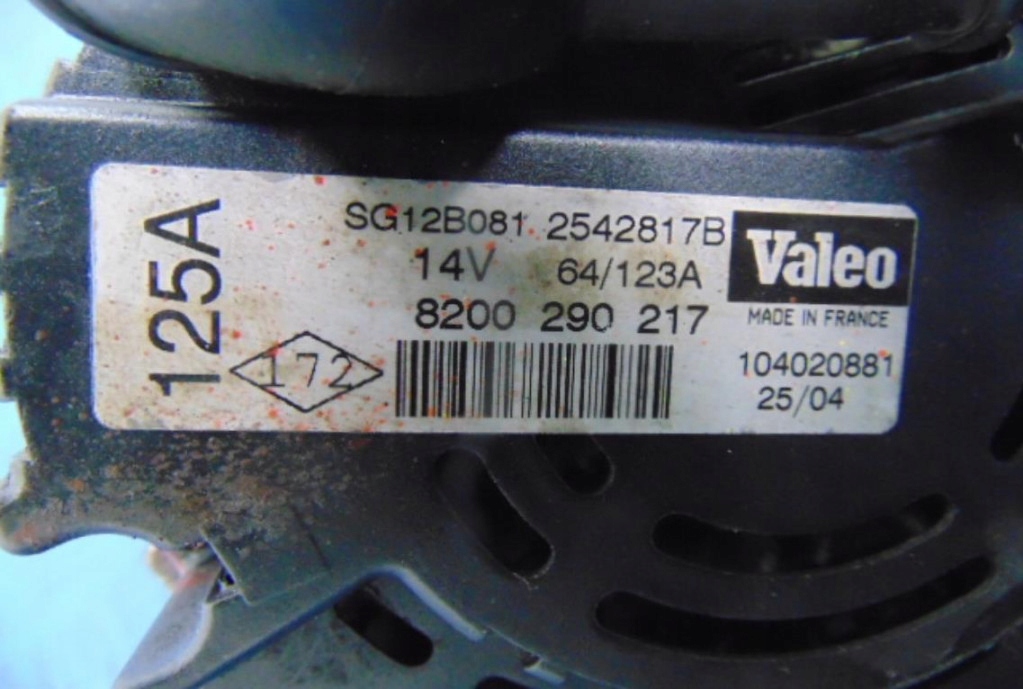 125A
SG12B081 2542817B
14V 64/123A
8200 290 217
172
Valeo
MADE IN FRANCE
104020881
25/04